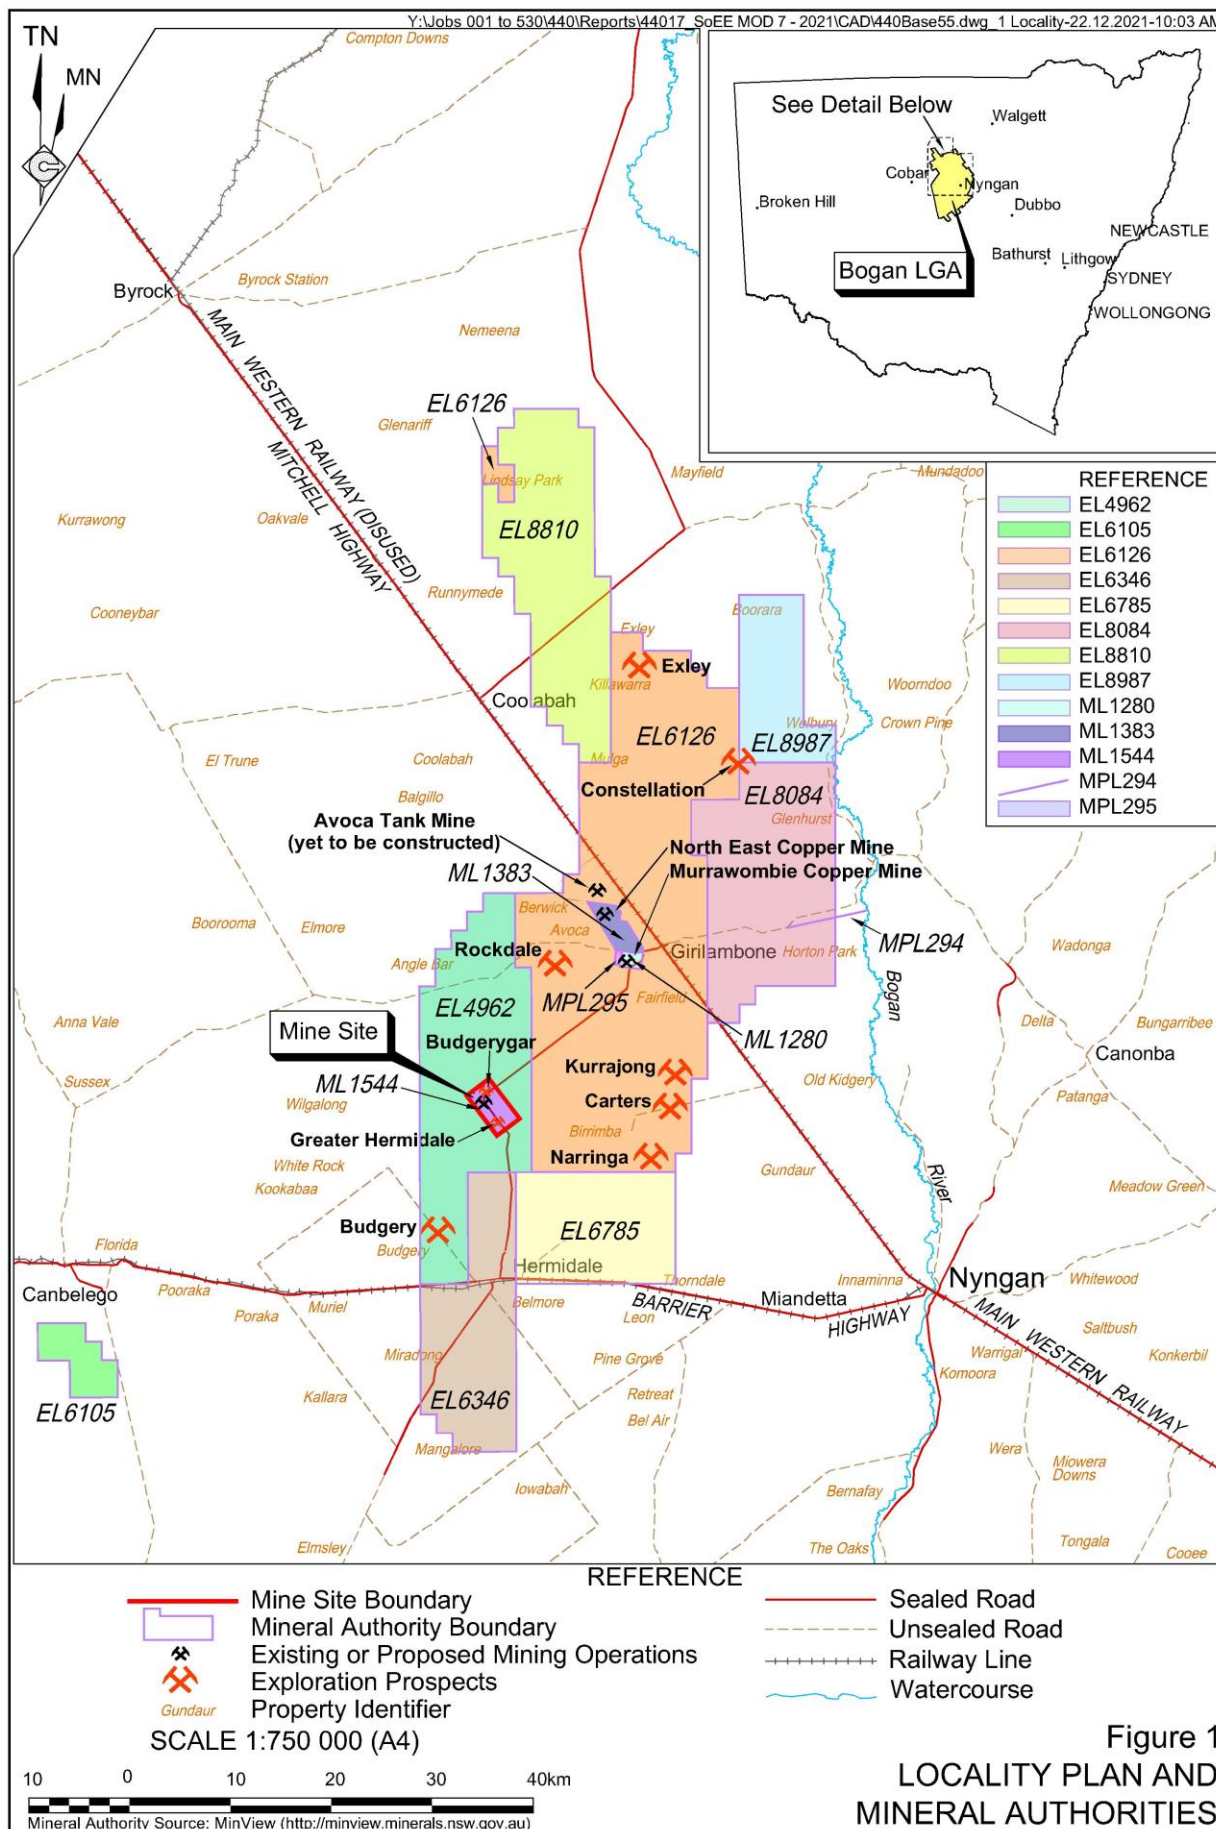 Y:\Jobs 001 to 530\440\Reports\44017_SoEE MOD 7 - 2021\CAD\440Base55.dwg_1 Locality-22.12.2021-10:03 AM
TN
MN
Compton Downs
See Detail Below
Walgett
Cobar
Nyngan
Broken Hill
Dubbo
NEWCASTLE
Bathurst
Lithgow
Bogan LGA
SYDNEY
WOLLONGONG
Byrock
Byrock Station
MAIN WESTERN RAILWAY (DISUSED)
MITCHELL HIGHWAY
Nemeena
EL6126
Glenariff
Lindsay Park
Mayfield
Mundadoo
Kurrawong
Oakvale
EL8810
REFERENCE
EL4962
EL6105
EL6126
EL6346
EL6785
EL8084
EL8810
EL8987
ML1280
ML1383
ML1544
MPL294
MPL295
Runnymede
Cooneybar
Boorara
Exley
Exley
Killawarra
Coolabah
Woorndoo
Welbury
Crown Pine
EL6126
EL8987
El Trune
Coolabah
Mulga
Balgillo
Constellation
EL8084
Glenhurst
Avoca Tank Mine
(yet to be constructed)
North East Copper Mine
Murrawombie Copper Mine
ML1383
Berwick
Boorooma
Elmore
Avoca
MPL294
Rockdale
Girilambone
Horton Park
Wadonga
Angle Bar
MPL295
Fairfield
Bogan
EL4962
Anna Vale
Mine Site
ML1280
Delta
Bungarribee
Budgerygar
Canonba
Kurrajong
Sussex
ML1544
Wilgalong
Old Kidgery
Patanga
Carters
Greater Hermidale
Birrimba
Narringa
White Rock
Kookabaa
Gundaur
River
Meadow Green
Budgery
Budgery
EL6785
Florida
Hermidale
Thorndale
Innaminna
Nyngan
Whitewood
Canbelego
Pooraka
Poraka
Muriel
Belmore
Leon
BARRIER
Miandetta
HIGHWAY
MAIN WESTERN RAILWAY
Saltbush
Warrigal
Konkerbil
Miradong
Pine Grove
Komoora
Kallara
EL6346
Retreat
Bel Air
EL6105
Mangalore
Wera
Miowera
Downs
Iowabah
Bernafay
Elmsley
The Oaks
Tongala
Cooee
REFERENCE
Mine Site Boundary
Mineral Authority Boundary
Existing or Proposed Mining Operations
Exploration Prospects
Gundaur
Property Identifier
Sealed Road
Unsealed Road
Railway Line
Watercourse
SCALE 1:750 000 (A4)
10 0 10 20 30 40km
Mineral Authority Source: MinView (http://minview.minerals.nsw.gov.au)
Figure 1
LOCALITY PLAN AND
MINERAL AUTHORITIES